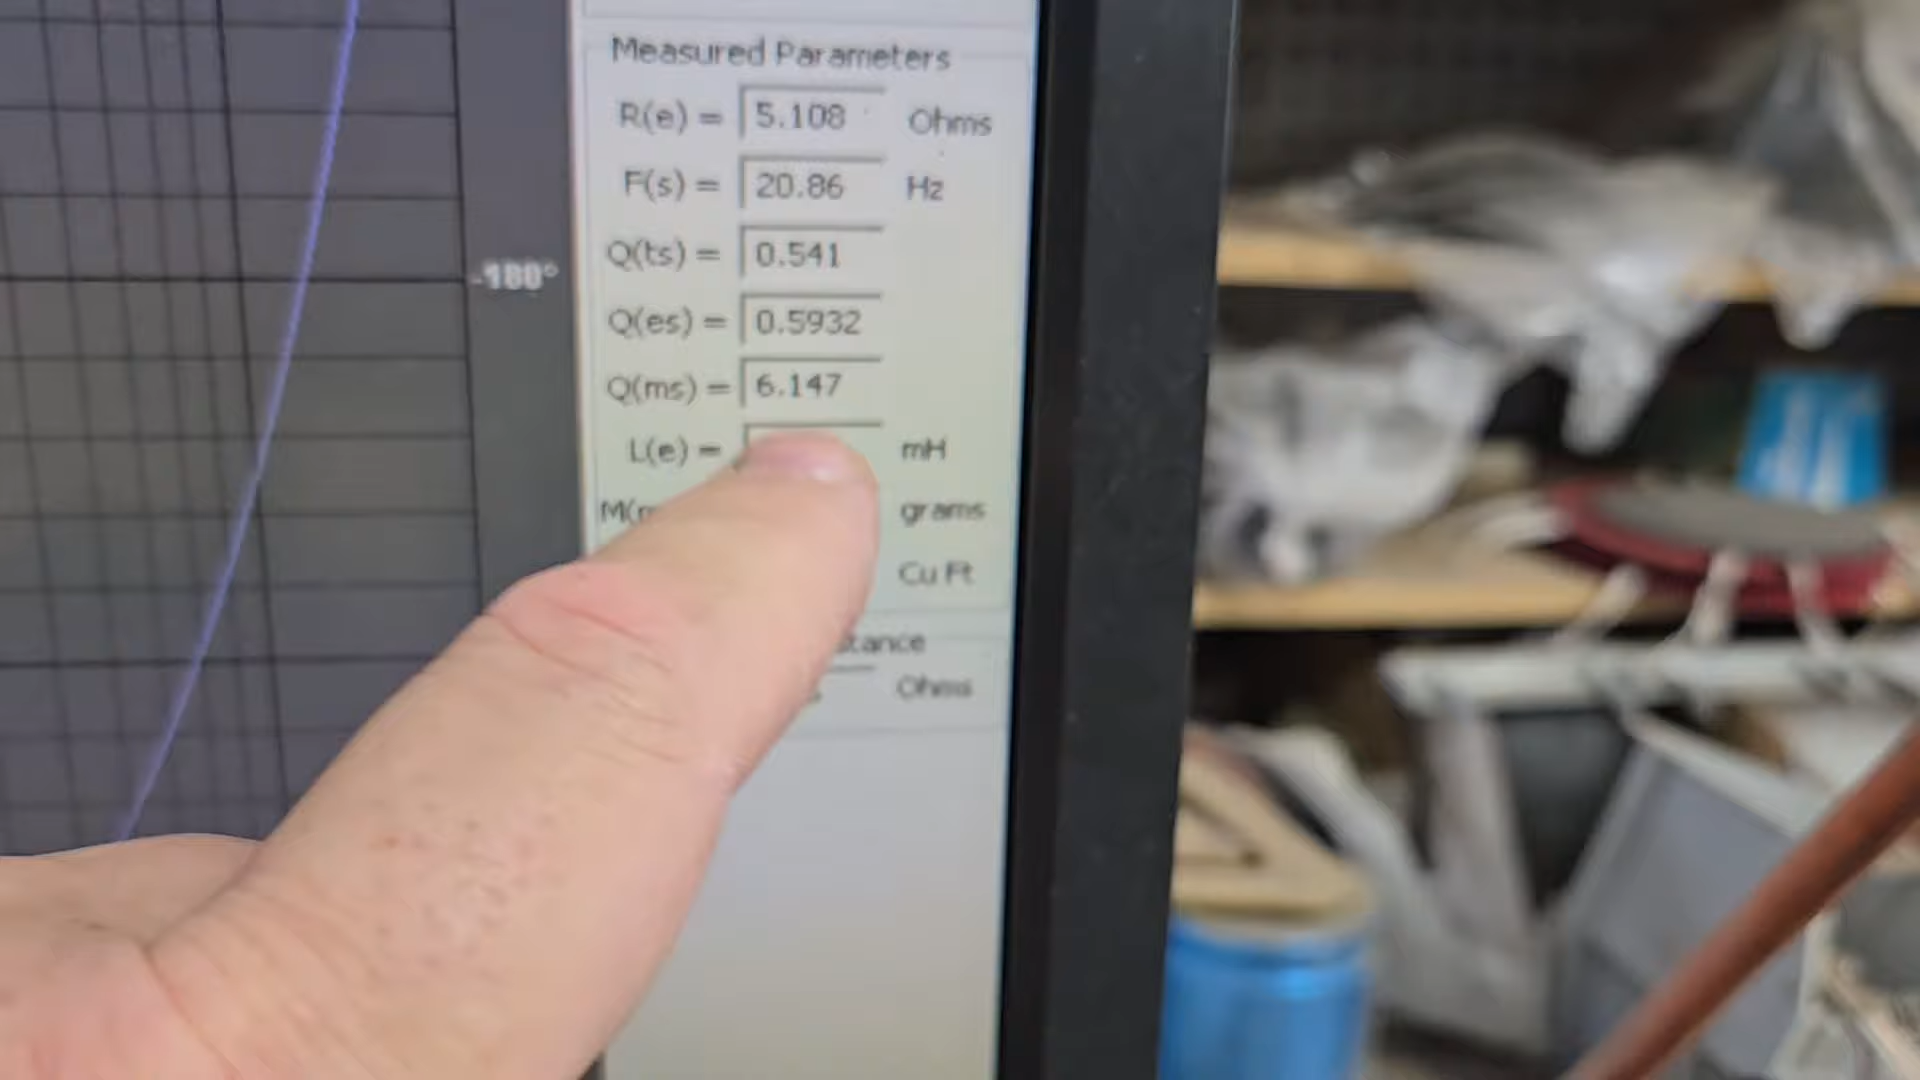 Measured Parameters
R(e) = 5.108 Ohms
F(s) = 20.86 Hz
Q(ts) = 0.541
-180°
Q(es) = 0.5932
Q(ms) = 6.147
L(e) = mH
grams
Cu Ft
Ohms